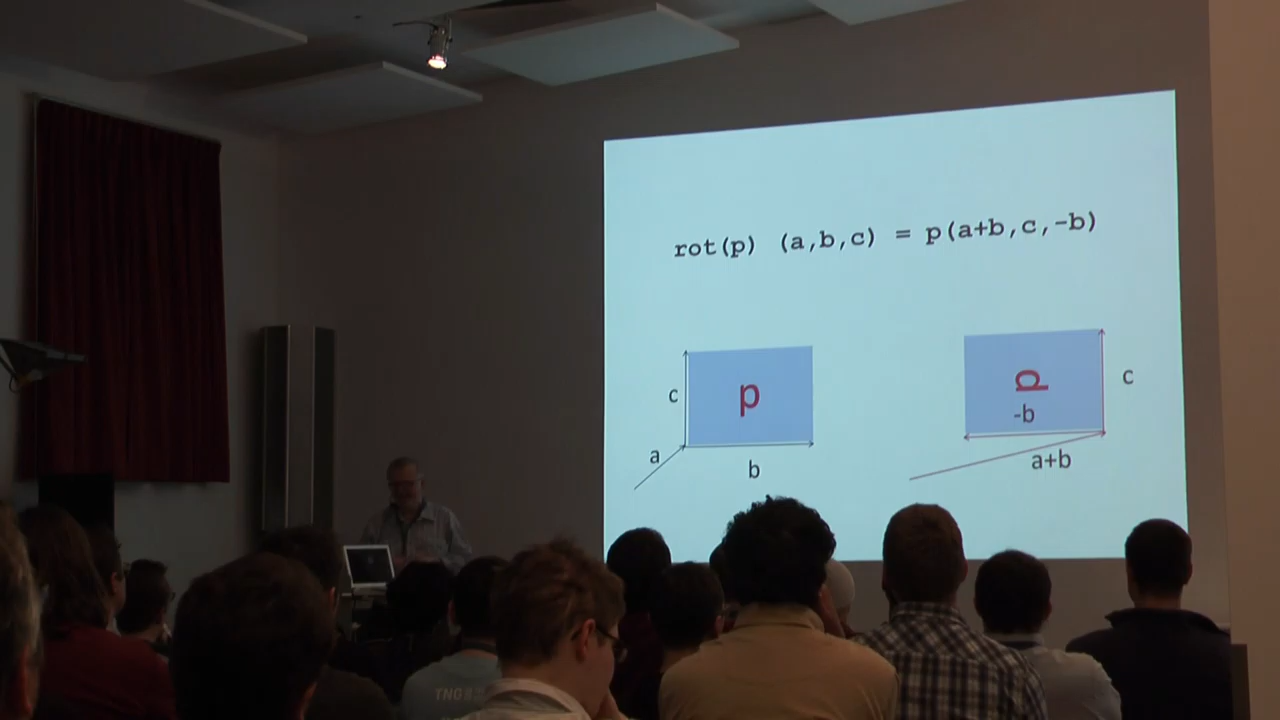 rot(p) (a,b,c) = p(a+b,c,-b)
c
p
a
b
p
-b
c
a+b
TNG